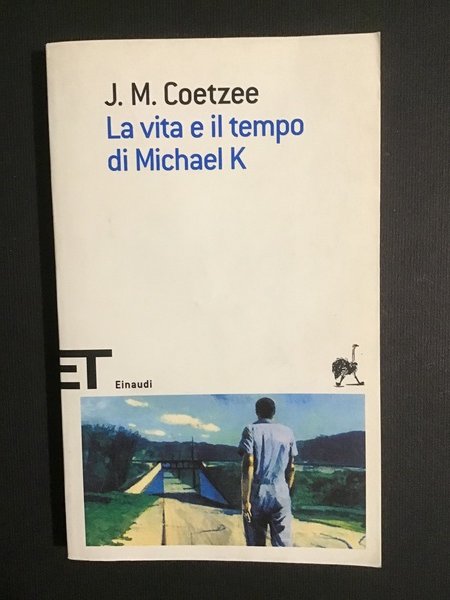 J. M. Coetzee
La vita e il tempo
di Michael K
ET
Einaudi